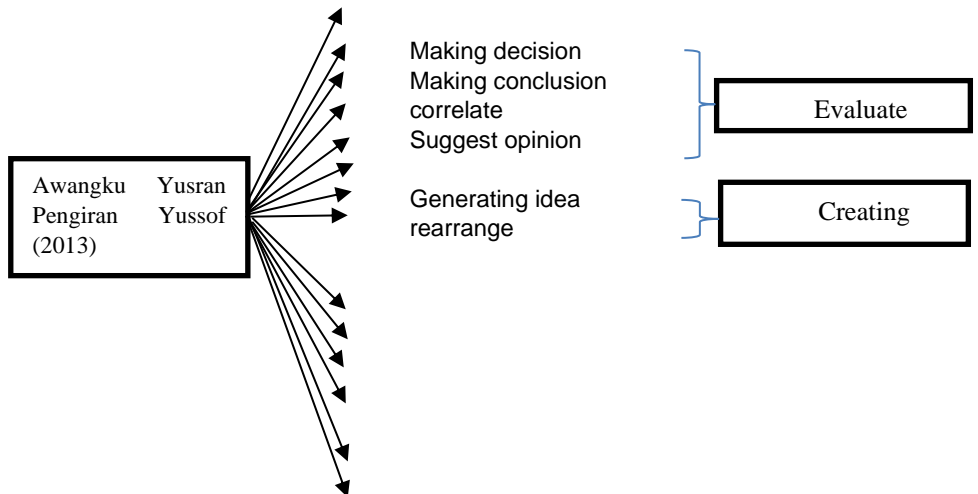 Making decision
Making conclusion
correlate
Suggest opinion
Evaluate
Awangku Yusran
Pengiran Yussof
(2013)
Generating idea
rearrange
Creating